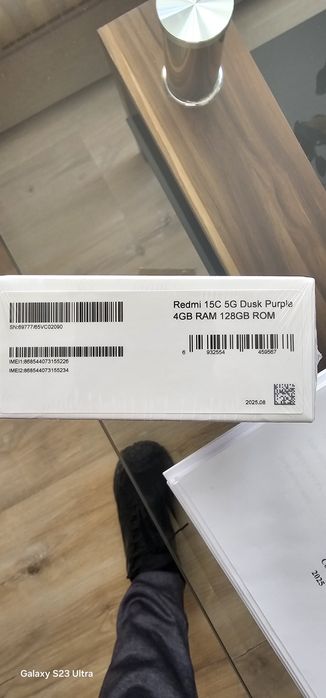 Redmi 15C 5G Dusk Purple
4GB RAM 128GB ROM
SN:69777/65VC02090
6 932554 459567
IMEI1:868544073155226
IMEI2:868544073155234
2025.08
2025
Galaxy S23 Ultra